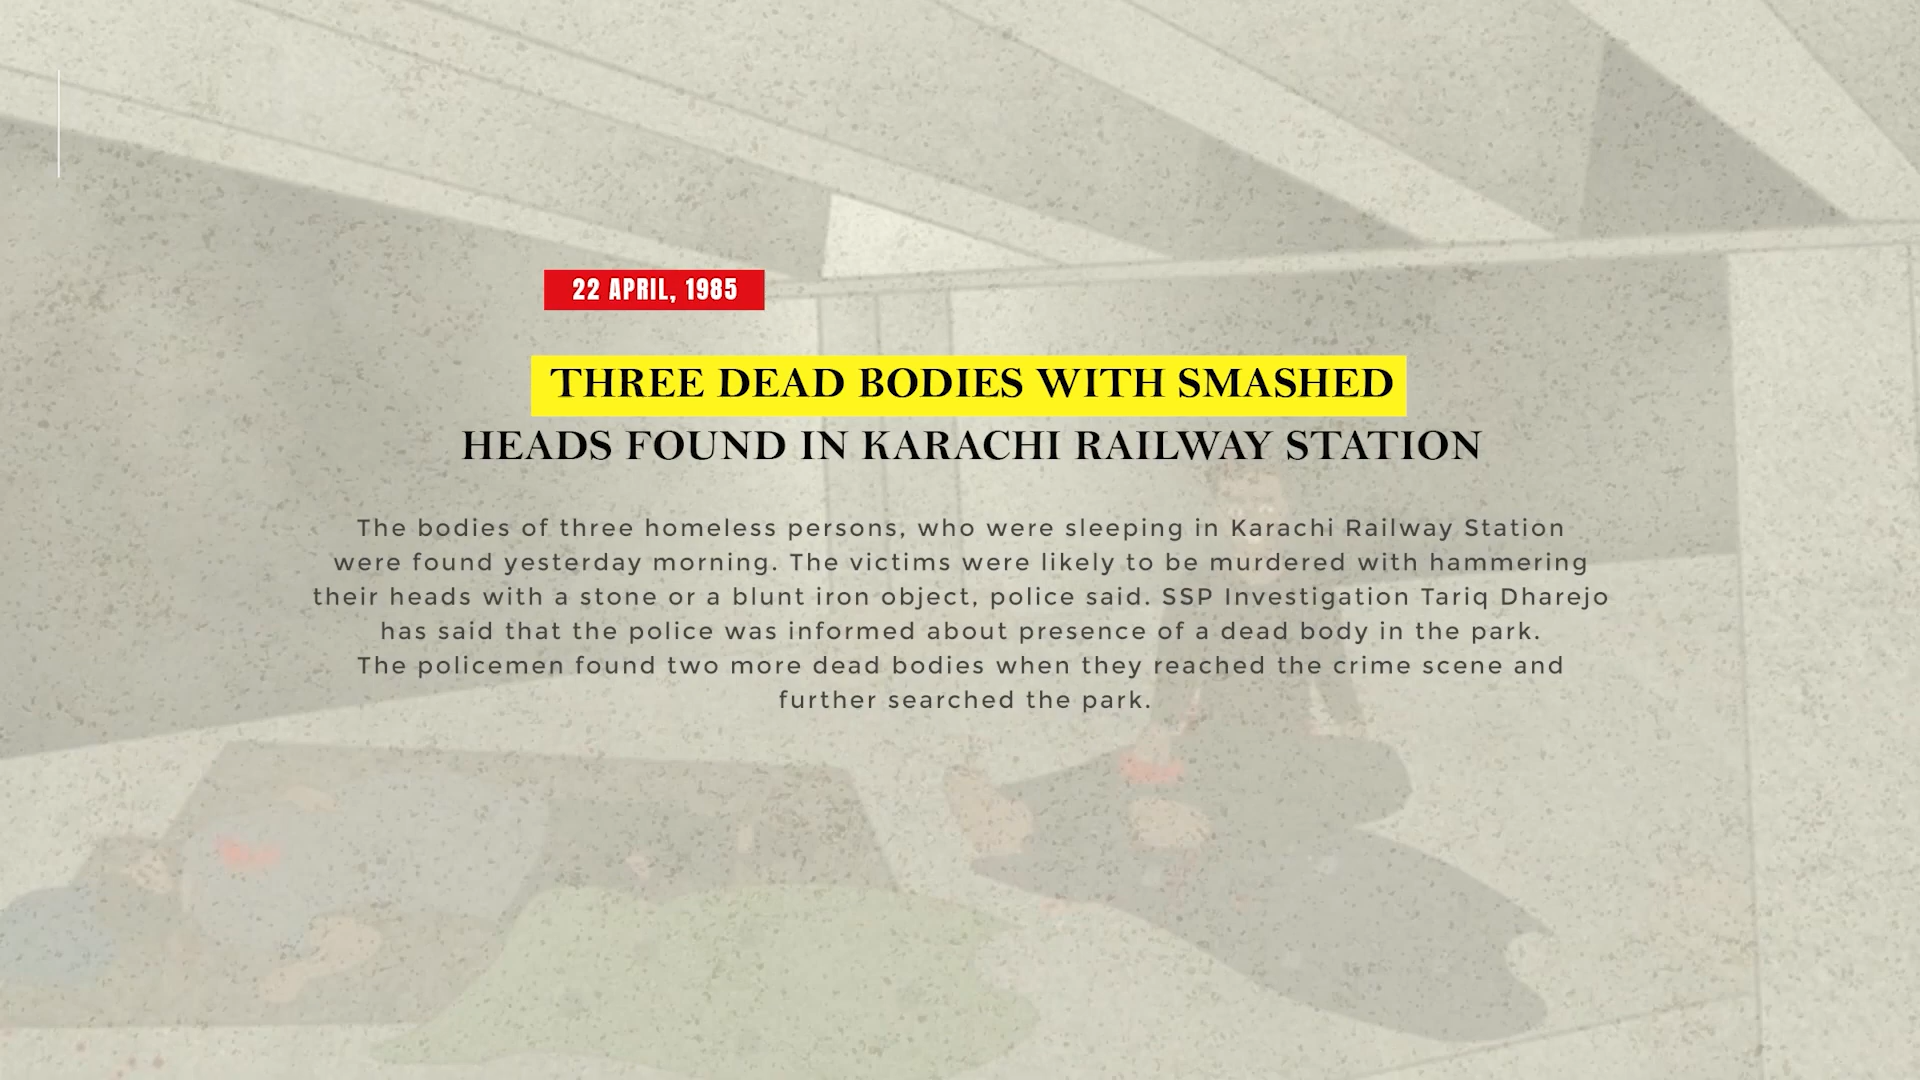 22 APRIL, 1985
THREE DEAD BODIES WITH SMASHED
HEADS FOUND IN KARACHI RAILWAY STATION
The bodies of three homeless persons, who were sleeping in Karachi Railway Station
were found yesterday morning. The victims were likely to be murdered with hammering
their heads with a stone or a blunt iron object, police said. SSP Investigation Tariq Dharejo
has said that the police was informed about presence of a dead body in the park.
The policemen found two more dead bodies when they reached the crime scene and
further searched the park.